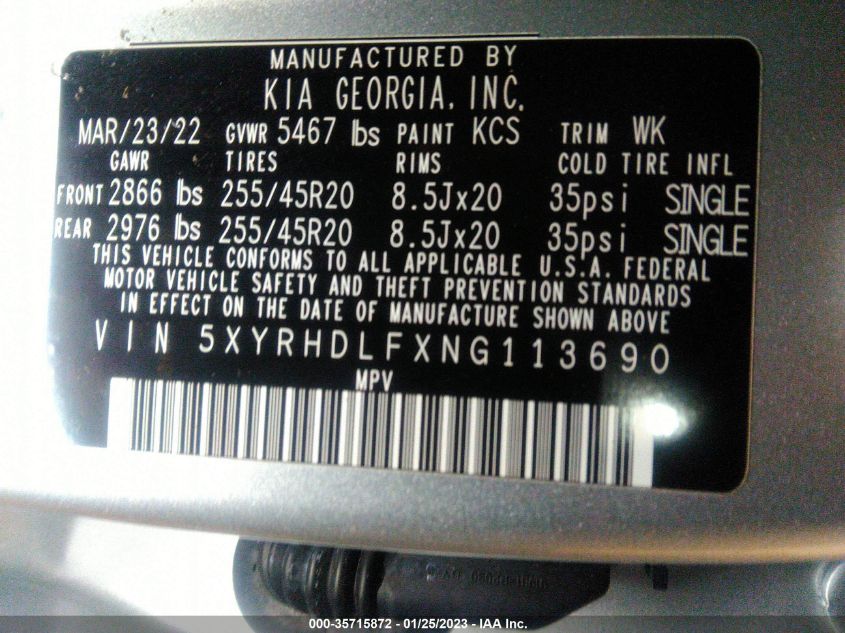 MANUFACTURED BY
KIA GEORGIA, INC.
MAR/23/22 GVWR 5467 lbs PAINT KCS TRIM WK
GAWR TIRES RIMS COLD TIRE INFL
FRONT 2866 lbs 255/45R20 8.5Jx20 35psi SINGLE
REAR 2976 lbs 255/45R20 8.5Jx20 35psi SINGLE
THIS VEHICLE CONFORMS TO ALL APPLICABLE U.S.A. FEDERAL
MOTOR VEHICLE SAFETY AND THEFT PREVENTION STANDARDS
IN EFFECT ON THE DATE OF MANUFACTURE SHOWN ABOVE
VIN 5XYRHDLFXNG113690
MPV
000-35715872 - 01/25/2023 - IAA Inc.